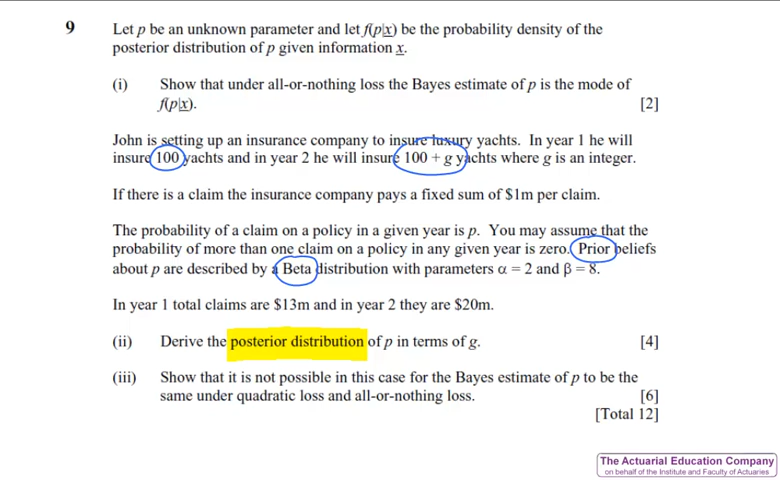 9 Let p be an unknown parameter and let f(p|x) be the probability density of the
posterior distribution of p given information x.
(i) Show that under all-or-nothing loss the Bayes estimate of p is the mode of
f(p|x). [2]
John is setting up an insurance company to insure luxury yachts. In year 1 he will
insure 100 yachts and in year 2 he will insure 100 + g yachts where g is an integer.
If there is a claim the insurance company pays a fixed sum of $1m per claim.
The probability of a claim on a policy in a given year is p. You may assume that the
probability of more than one claim on a policy in any given year is zero. Prior beliefs
about p are described by a Beta distribution with parameters α = 2 and β = 8.
In year 1 total claims are $13m and in year 2 they are $20m.
(ii) Derive the posterior distribution of p in terms of g. [4]
(iii) Show that it is not possible in this case for the Bayes estimate of p to be the
same under quadratic loss and all-or-nothing loss. [6]
[Total 12]
The Actuarial Education Company
on behalf of the Institute and Faculty of Actuaries